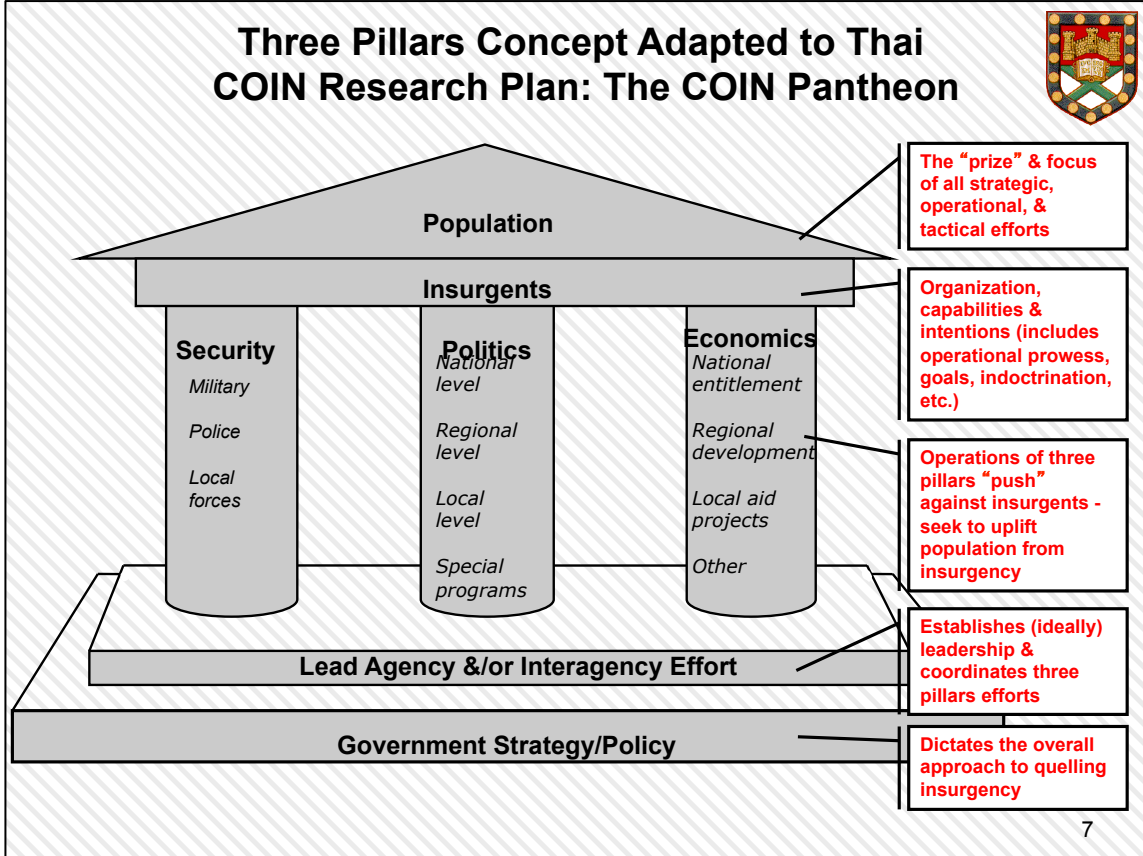 Three Pillars Concept Adapted to Thai
COIN Research Plan: The COIN Pantheon
Population
Insurgents
Security
Military
Police
Local
forces
Politics
National
level
Regional
level
Local
level
Special
programs
Economics
National
entitlement
Regional
development
Local aid
projects
Other
Lead Agency &/or Interagency Effort
Government Strategy/Policy
The “prize” & focus
of all strategic,
operational, &
tactical efforts
Organization,
capabilities &
intentions (includes
operational prowess,
goals, indoctrination,
etc.)
Operations of three
pillars “push”
against insurgents -
seek to uplift
population from
insurgency
Establishes (ideally)
leadership &
coordinates three
pillars efforts
Dictates the overall
approach to quelling
insurgency
7